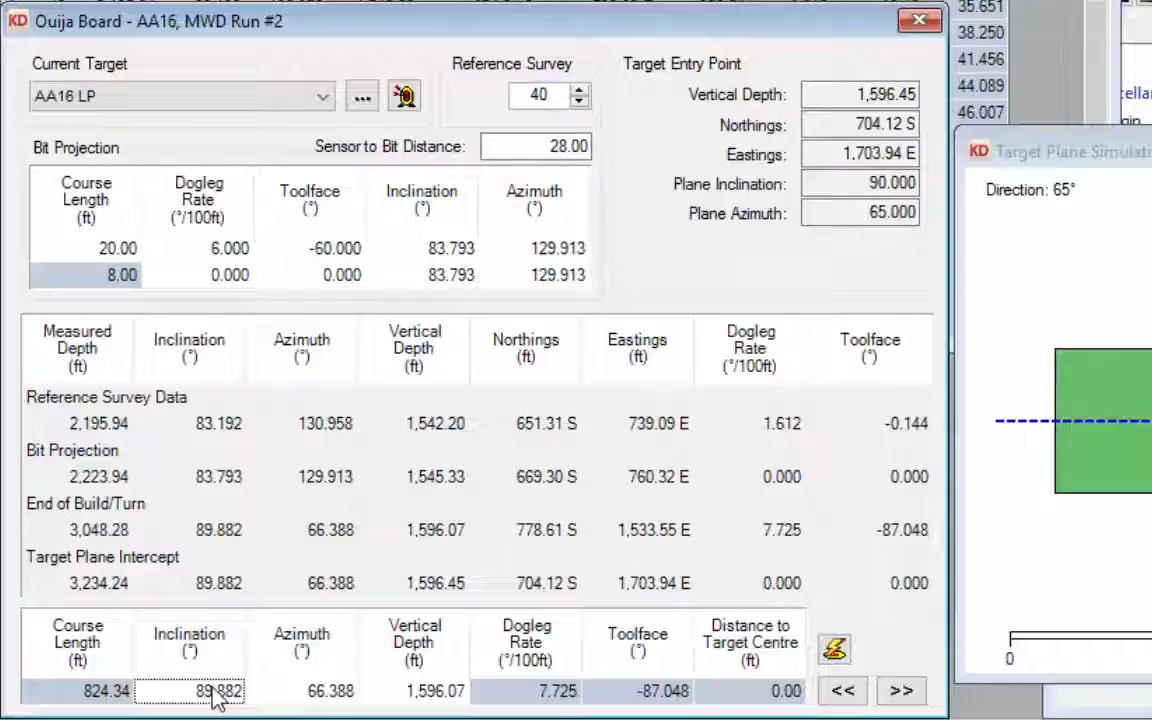 KD Ouija Board - AA16, MWD Run #2
Current Target
AA16 LP
...
Reference Survey
40
Target Entry Point
Vertical Depth: 1,596.45
Northings: 704.12 S
Eastings: 1,703.94 E
Plane Inclination: 90.000
Plane Azimuth: 65.000
Bit Projection
Sensor to Bit Distance: 28.00
Course Length (ft) Dogleg Rate (°/100ft) Toolface (°) Inclination (°) Azimuth (°)
20.00 6.000 -60.000 83.793 129.913
8.00 0.000 0.000 83.793 129.913
Measured Depth (ft) Inclination (°) Azimuth (°) Vertical Depth (ft) Northings (ft) Eastings (ft) Dogleg Rate (°/100ft) Toolface (°)
Reference Survey Data
2,195.94 83.192 130.958 1,542.20 651.31 S 739.09 E 1.612 -0.144
Bit Projection
2,223.94 83.793 129.913 1,545.33 669.30 S 760.32 E 0.000 0.000
End of Build/Turn
3,048.28 89.882 66.388 1,596.07 778.61 S 1,533.55 E 7.725 -87.048
Target Plane Intercept
3,234.24 89.882 66.388 1,596.45 704.12 S 1,703.94 E 0.000 0.000
Course Length (ft) Inclination (°) Azimuth (°) Vertical Depth (ft) Dogleg Rate (°/100ft) Toolface (°) Distance to Target Centre (ft)
824.34 89.882 66.388 1,596.07 7.725 -87.048 0.00
<< >>
35.651
38.250
41.456
44.089
46.007
KD Target Plane Simulati
Direction: 65°
0